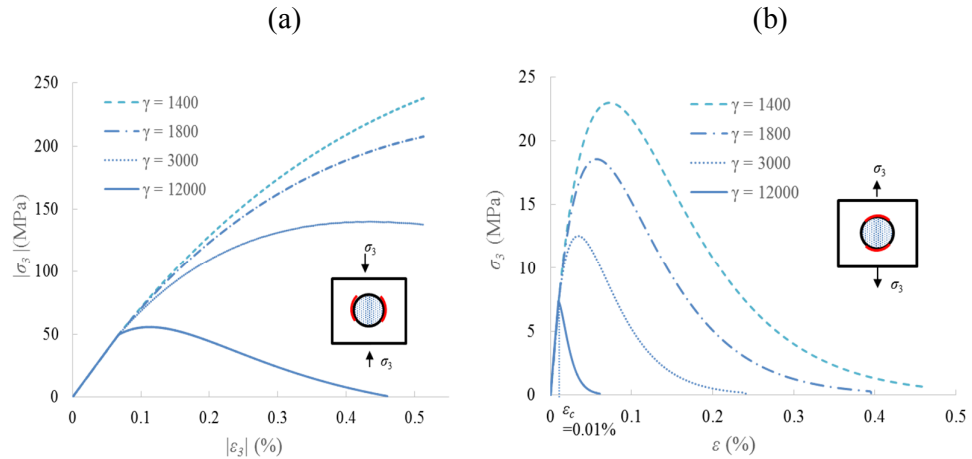 (a)
(b)
250
200
150
100
50
0
|σ₃ |(MPa)
γ = 1400
γ = 1800
γ = 3000
γ = 12000
σ₃
σ₃
0
0.1
0.2
0.3
0.4
0.5
|ε₃| (%)
25
20
15
10
5
0
σ₃ (MPa)
γ = 1400
γ = 1800
γ = 3000
γ = 12000
σ₃
σ₃
0
0.1
0.2
0.3
0.4
0.5
ε_c
=0.01%
ε (%)